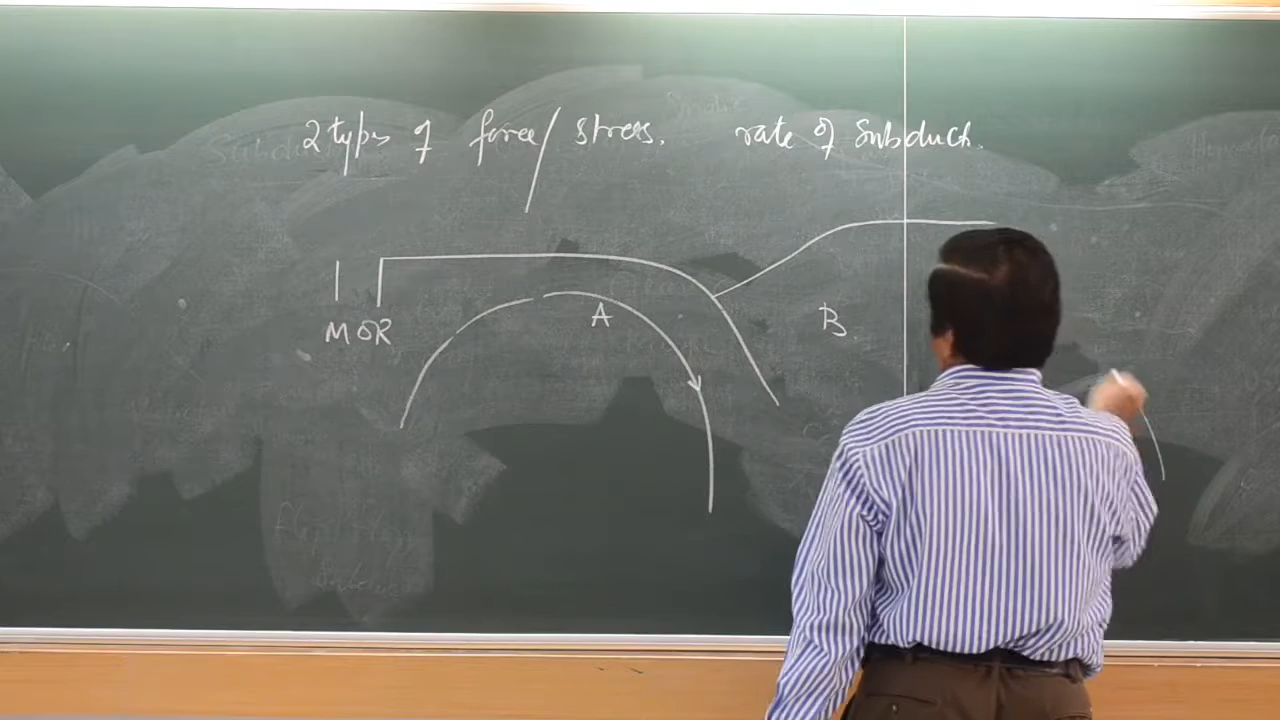 2 types of force/stress. rate of Subduct.
A
B
MOR